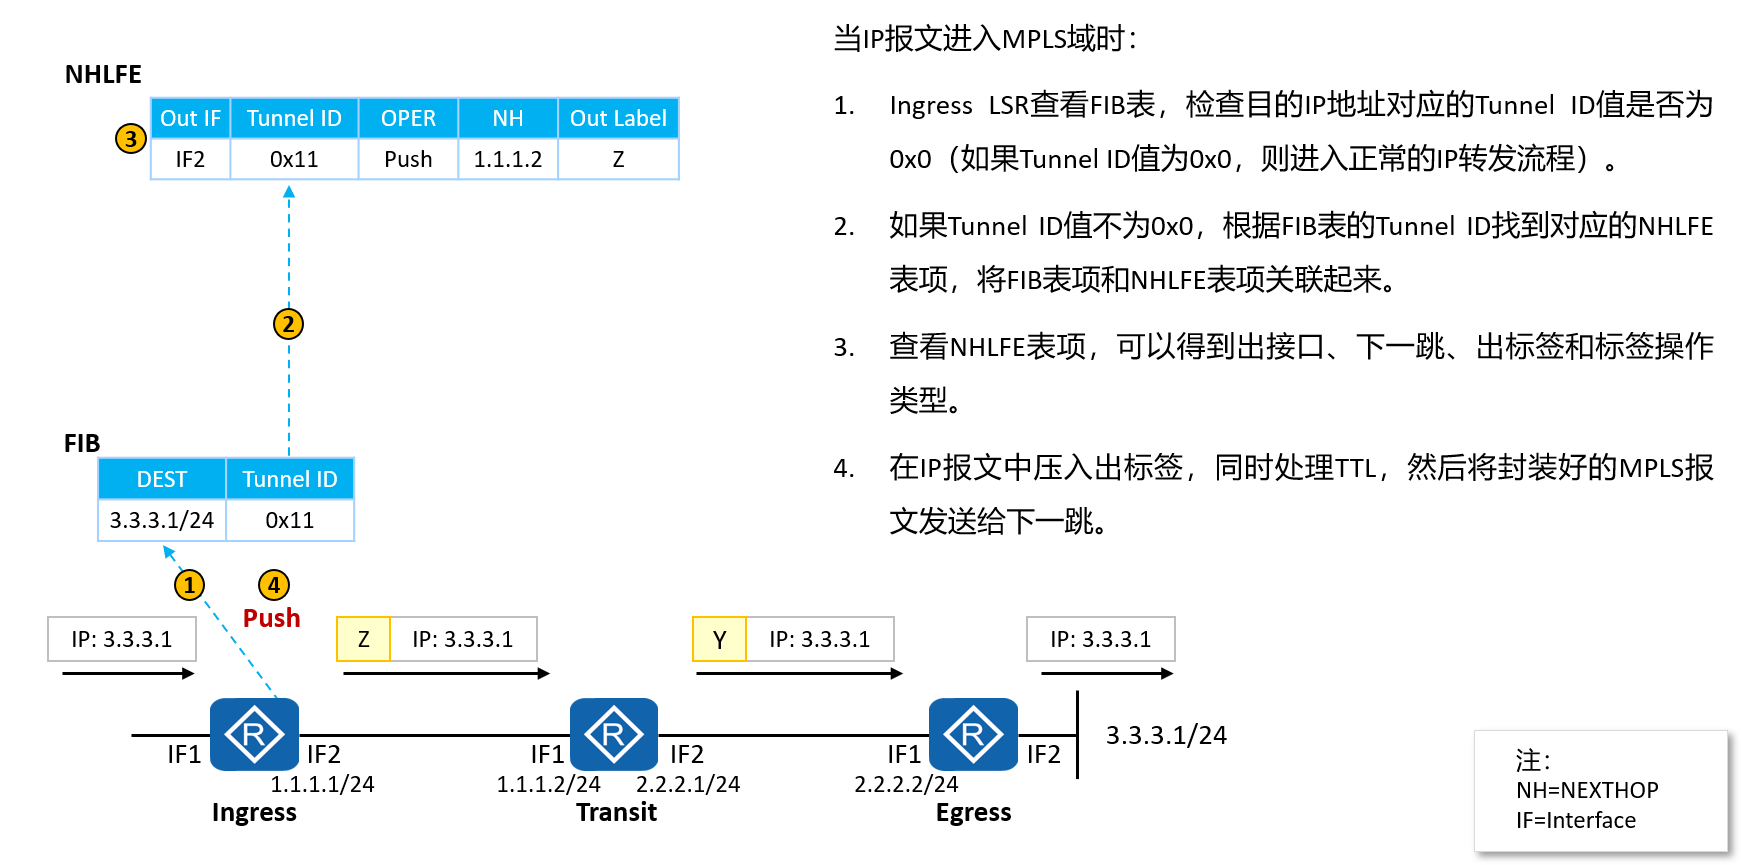 当IP报文进入MPLS域时：
1. Ingress LSR查看FIB表，检查目的IP地址对应的Tunnel ID值是否为
0x0（如果Tunnel ID值为0x0，则进入正常的IP转发流程）。
2. 如果Tunnel ID值不为0x0，根据FIB表的Tunnel ID找到对应的NHLFE
表项，将FIB表项和NHLFE表项关联起来。
3. 查看NHLFE表项，可以得到出接口、下一跳、出标签和标签操作
类型。
4. 在IP报文中压入出标签，同时处理TTL，然后将封装好的MPLS报
文发送给下一跳。
NHLFE
3
Out IF Tunnel ID OPER NH Out Label
IF2 0x11 Push 1.1.1.2 Z
2
FIB
DEST Tunnel ID
3.3.3.1/24 0x11
1 4
Push
IP: 3.3.3.1 Z IP: 3.3.3.1 Y IP: 3.3.3.1 IP: 3.3.3.1
R R R
IF1 IF2 IF1 IF2 IF1 IF2 3.3.3.1/24
1.1.1.1/24 1.1.1.2/24 2.2.2.1/24 2.2.2.2/24
Ingress Transit Egress
注：
NH=NEXTHOP
IF=Interface